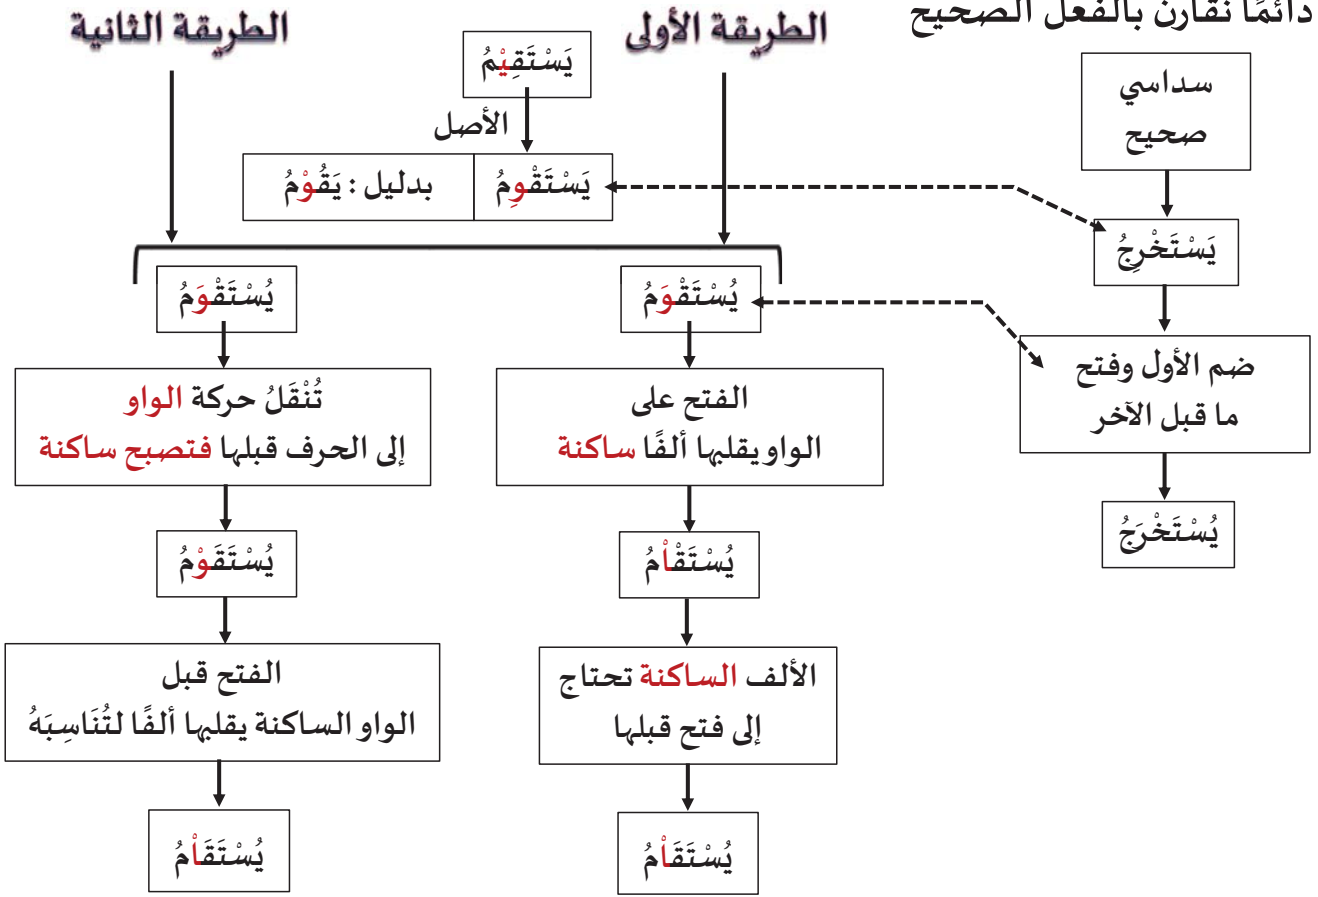 دائمًا نقارن بالفعل الصحيح
سداسي
صحيح
يَسْتَخْرِجُ
ضم الأول وفتح
ما قبل الآخر
يُسْتَخْرَجُ
يَسْتَقِيْمُ
الأصل
يَسْتَقْوِمُ
بدليل : يَقُوْمُ
الطريقة الأولى
يُسْتَقْوَمُ
الفتح على
الواو يقلبها ألفًا ساكنة
يُسْتَقْاْمُ
الألف الساكنة تحتاج
إلى فتح قبلها
يُسْتَقَاْمُ
الطريقة الثانية
يُسْتَقْوَمُ
تُنْقَلُ حركة الواو
إلى الحرف قبلها فتصبح ساكنة
يُسْتَقَوْمُ
الفتح قبل
الواو الساكنة يقلبها ألفًا لتُنَاسِبَهُ
يُسْتَقَاْمُ